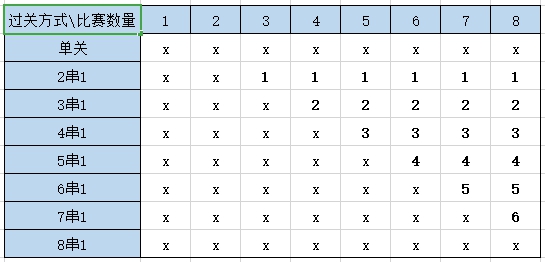 过关方式\比赛数量 1 2 3 4 5 6 7 8
单关 x x x x x x x x
2串1 x x 1 1 1 1 1 1
3串1 x x x 2 2 2 2 2
4串1 x x x x 3 3 3 3
5串1 x x x x x 4 4 4
6串1 x x x x x x 5 5
7串1 x x x x x x x 6
8串1 x x x x x x x x